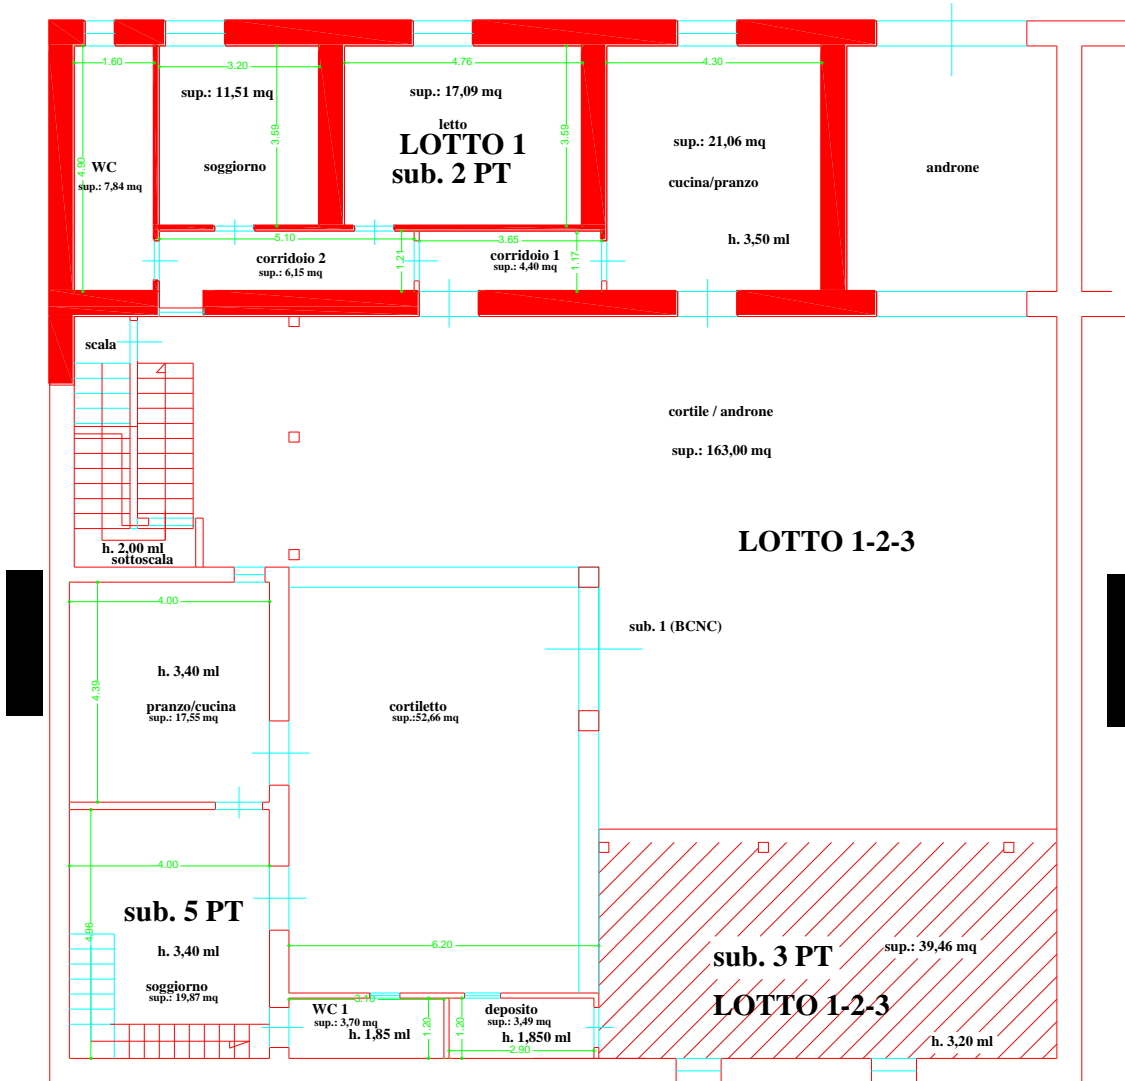 1.60
3.20
4.76
4.30
sup.: 11,51 mq
sup.: 17,09 mq
letto
LOTTO 1
sub. 2 PT
3.59
3.59
sup.: 21,06 mq
cucina/pranzo
h. 3,50 ml
androne
WC
sup.: 7,84 mq
4.90
soggiorno
5.10
3.65
corridoio 2
sup.: 6,15 mq
1.21
corridoio 1
sup.: 4,40 mq
1.17
scala
cortile / androne
sup.: 163,00 mq
LOTTO 1-2-3
h. 2,00 ml
sottoscala
4.00
sub. 1 (BCNC)
h. 3,40 ml
4.39
pranzo/cucina
sup.: 17,55 mq
cortiletto
sup.:52,66 mq
4.00
sub. 5 PT
4.96
h. 3,40 ml
6.20
sub. 3 PT
sup.: 39,46 mq
soggiorno
sup.: 19,87 mq
LOTTO 1-2-3
3.10
WC 1
sup.: 3,70 mq
h. 1,85 ml
1.20
1.20
deposito
sup.: 3,49 mq
h. 1,850 ml
2.90
h. 3,20 ml